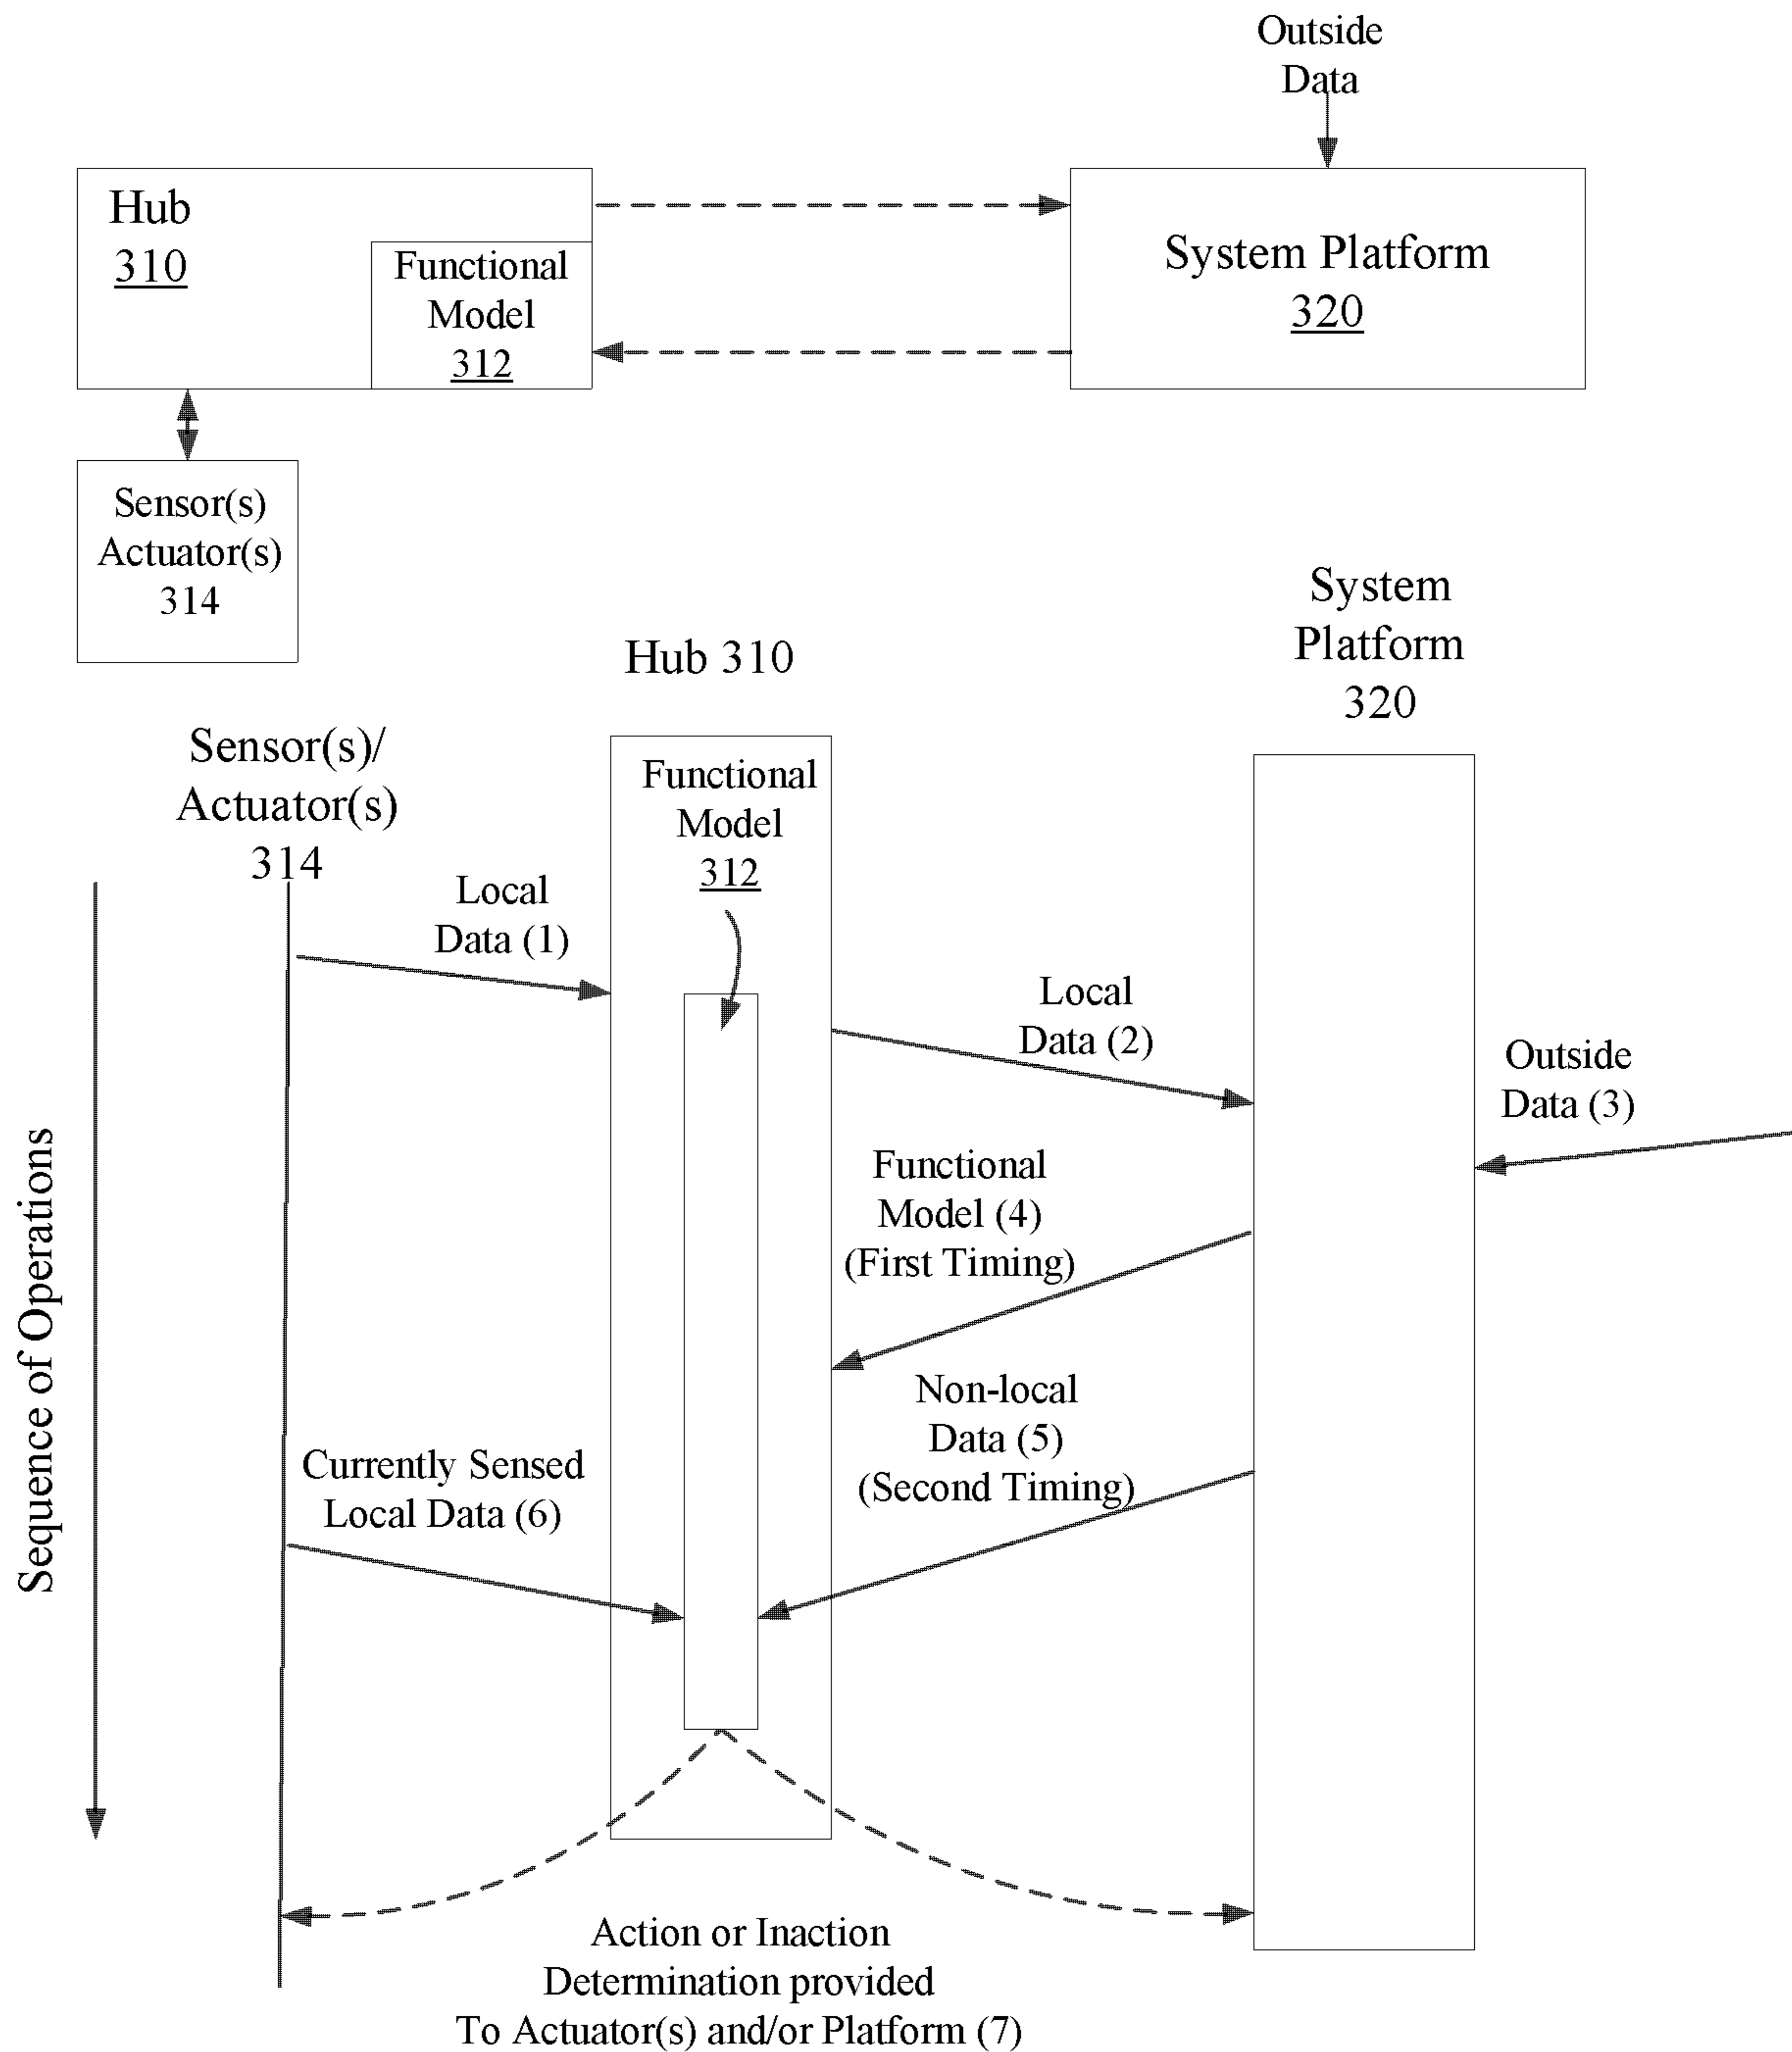 Outside
Data
Hub
310
Functional
Model
312
System Platform
320
Sensor(s)
Actuator(s)
314
System
Platform
320
Hub 310
Sensor(s)/
Actuator(s)
314
Functional
Model
312
Local
Data (1)
Local
Data (2)
Outside
Data (3)
Functional
Model (4)
(First Timing)
Non-local
Data (5)
(Second Timing)
Currently Sensed
Local Data (6)
Sequence of Operations
Action or Inaction
Determination provided
To Actuator(s) and/or Platform (7)